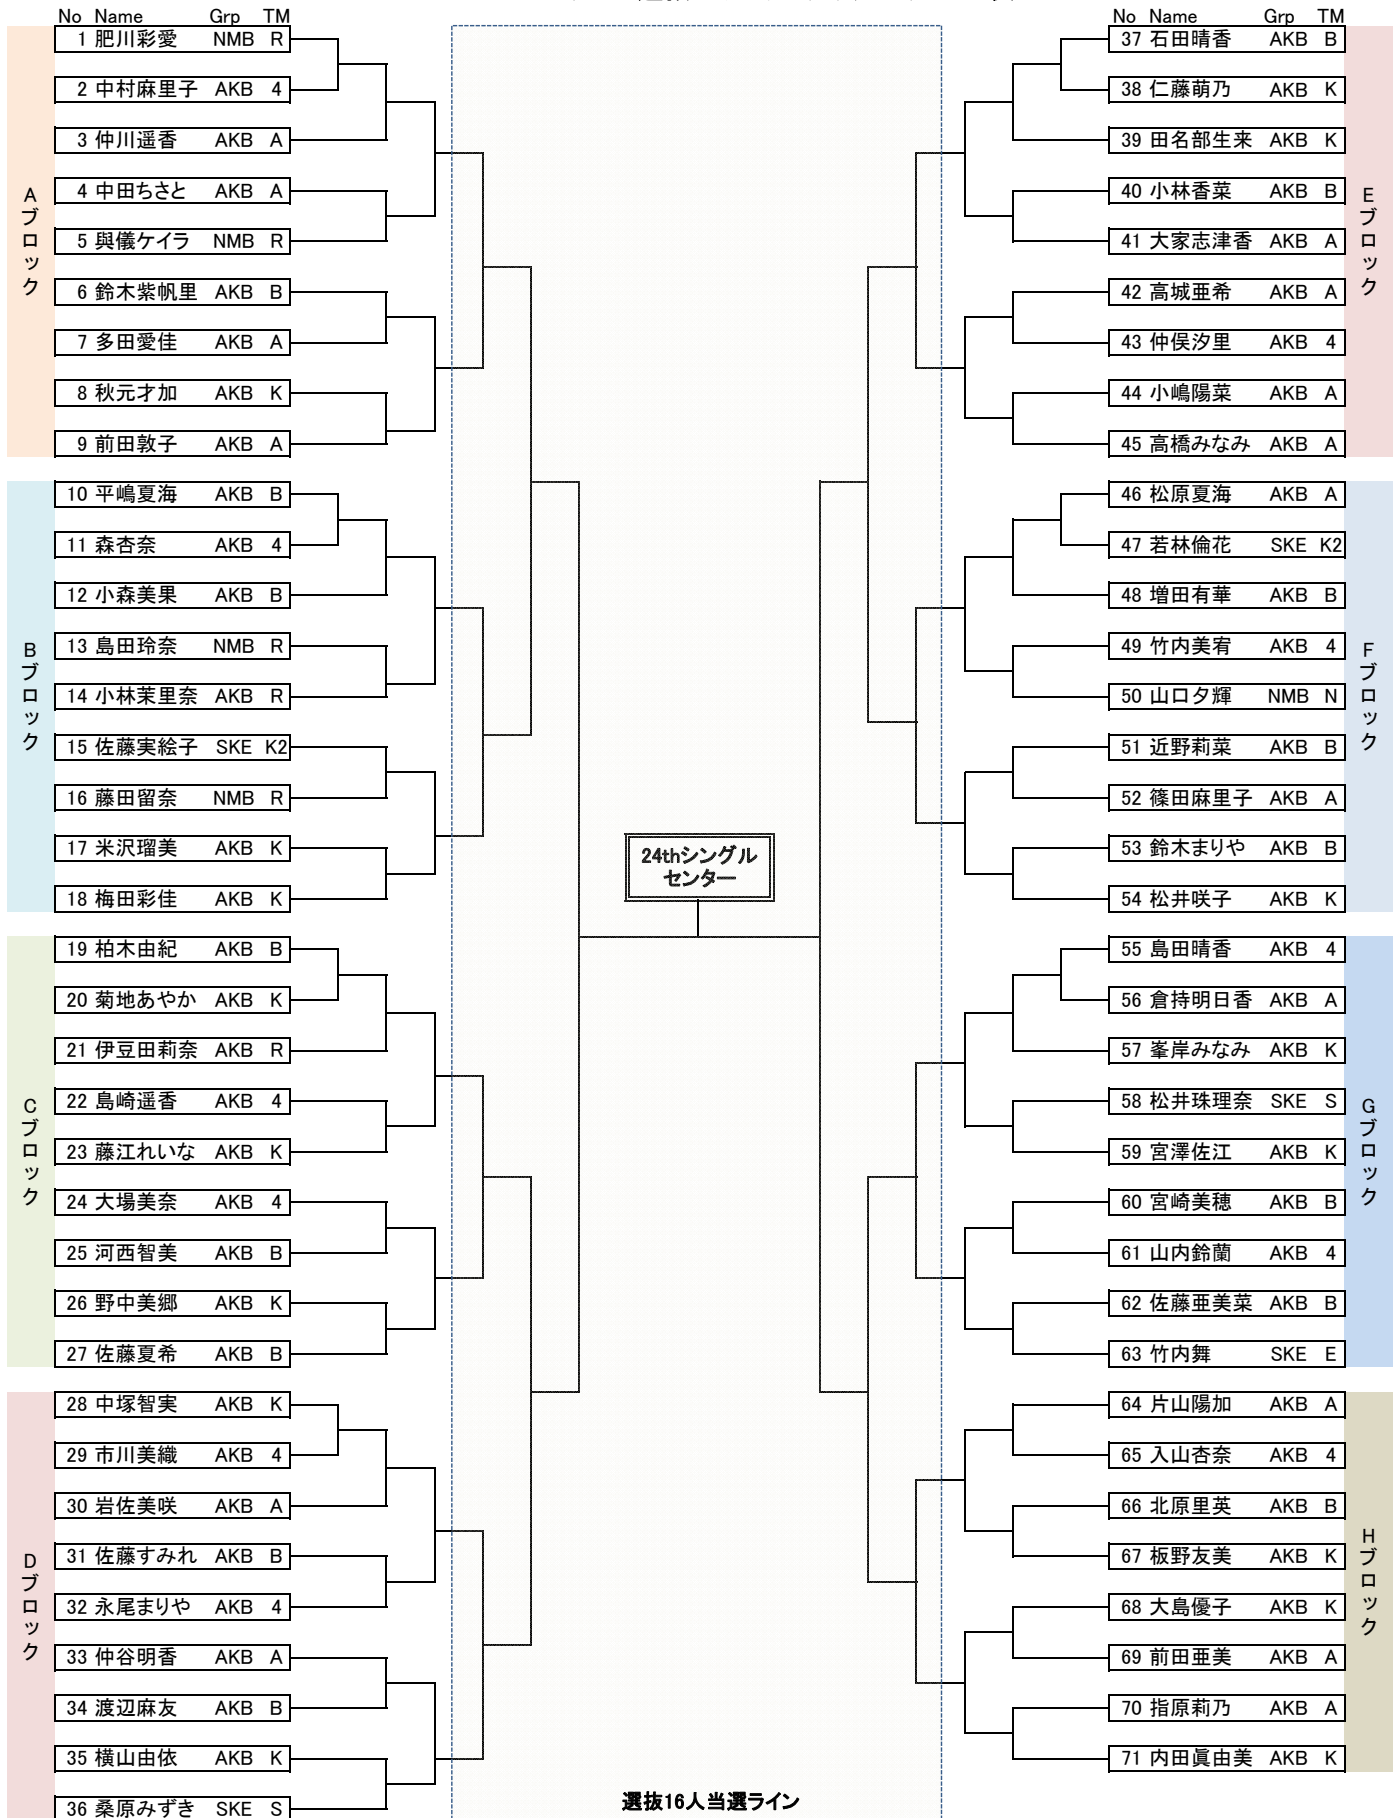 No Name Grp TM
1 肥川彩愛 NMB R
2 中村麻里子 AKB 4
3 仲川遥香 AKB A
4 中田ちさと AKB A
5 與儀ケイラ NMB R
6 鈴木紫帆里 AKB B
7 多田愛佳 AKB A
8 秋元才加 AKB K
9 前田敦子 AKB A
Aブロック
10 平嶋夏海 AKB B
11 森杏奈 AKB 4
12 小森美果 AKB B
13 島田玲奈 NMB R
14 小林茉里奈 AKB R
15 佐藤実絵子 SKE K2
16 藤田留奈 NMB R
17 米沢瑠美 AKB K
18 梅田彩佳 AKB K
Bブロック
19 柏木由紀 AKB B
20 菊地あやか AKB K
21 伊豆田莉奈 AKB R
22 島崎遥香 AKB 4
23 藤江れいな AKB K
24 大場美奈 AKB 4
25 河西智美 AKB B
26 野中美郷 AKB K
27 佐藤夏希 AKB B
Cブロック
28 中塚智実 AKB K
29 市川美織 AKB 4
30 岩佐美咲 AKB A
31 佐藤すみれ AKB B
32 永尾まりや AKB 4
33 仲谷明香 AKB A
34 渡辺麻友 AKB B
35 横山由依 AKB K
36 桑原みずき SKE S
Dブロック
24thシングル
センター
選抜16人当選ライン
No Name Grp TM
37 石田晴香 AKB B
38 仁藤萌乃 AKB K
39 田名部生来 AKB K
40 小林香菜 AKB B
41 大家志津香 AKB A
42 高城亜希 AKB A
43 仲俣汐里 AKB 4
44 小嶋陽菜 AKB A
45 高橋みなみ AKB A
Eブロック
46 松原夏海 AKB A
47 若林倫花 SKE K2
48 増田有華 AKB B
49 竹内美宥 AKB 4
50 山口夕輝 NMB N
51 近野莉菜 AKB B
52 篠田麻里子 AKB A
53 鈴木まりや AKB B
54 松井咲子 AKB K
Fブロック
55 島田晴香 AKB 4
56 倉持明日香 AKB A
57 峯岸みなみ AKB K
58 松井珠理奈 SKE S
59 宮澤佐江 AKB K
60 宮崎美穂 AKB B
61 山内鈴蘭 AKB 4
62 佐藤亜美菜 AKB B
63 竹内舞 SKE E
Gブロック
64 片山陽加 AKB A
65 入山杏奈 AKB 4
66 北原里英 AKB B
67 板野友美 AKB K
68 大島優子 AKB K
69 前田亜美 AKB A
70 指原莉乃 AKB A
71 内田眞由美 AKB K
Hブロック